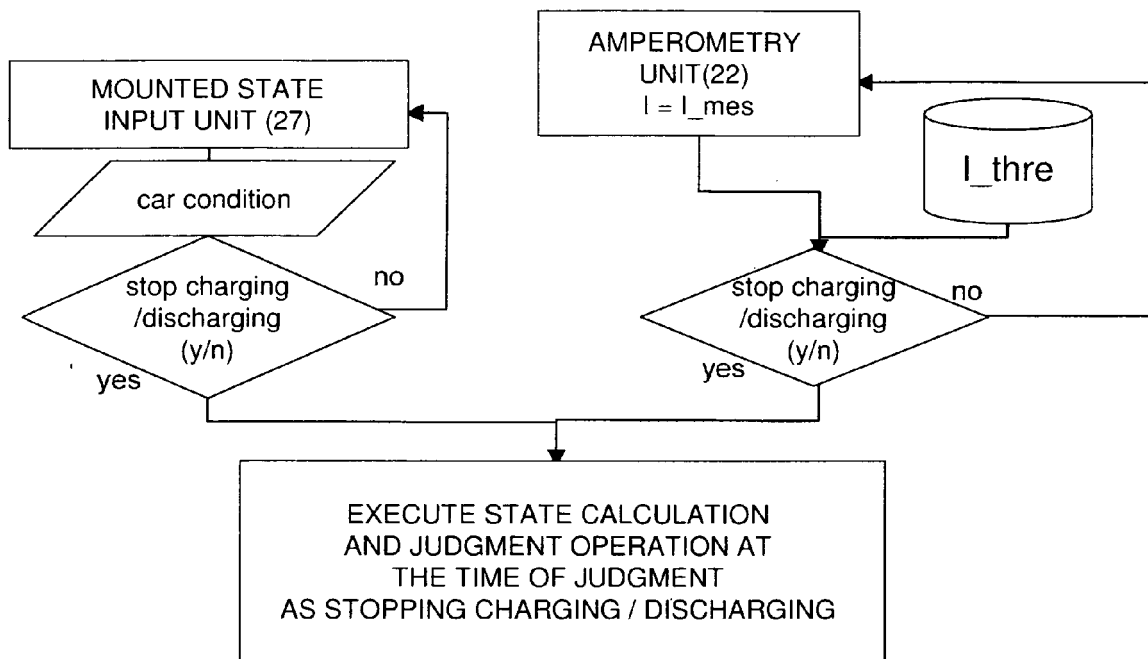 MOUNTED STATE
INPUT UNIT (27)
car condition
stop charging
/discharging
(y/n)
no
yes
AMPEROMETRY
UNIT(22)
I = I_mes
I_thre
stop charging
/discharging
(y/n)
no
yes
EXECUTE STATE CALCULATION
AND JUDGMENT OPERATION AT
THE TIME OF JUDGMENT
AS STOPPING CHARGING / DISCHARGING